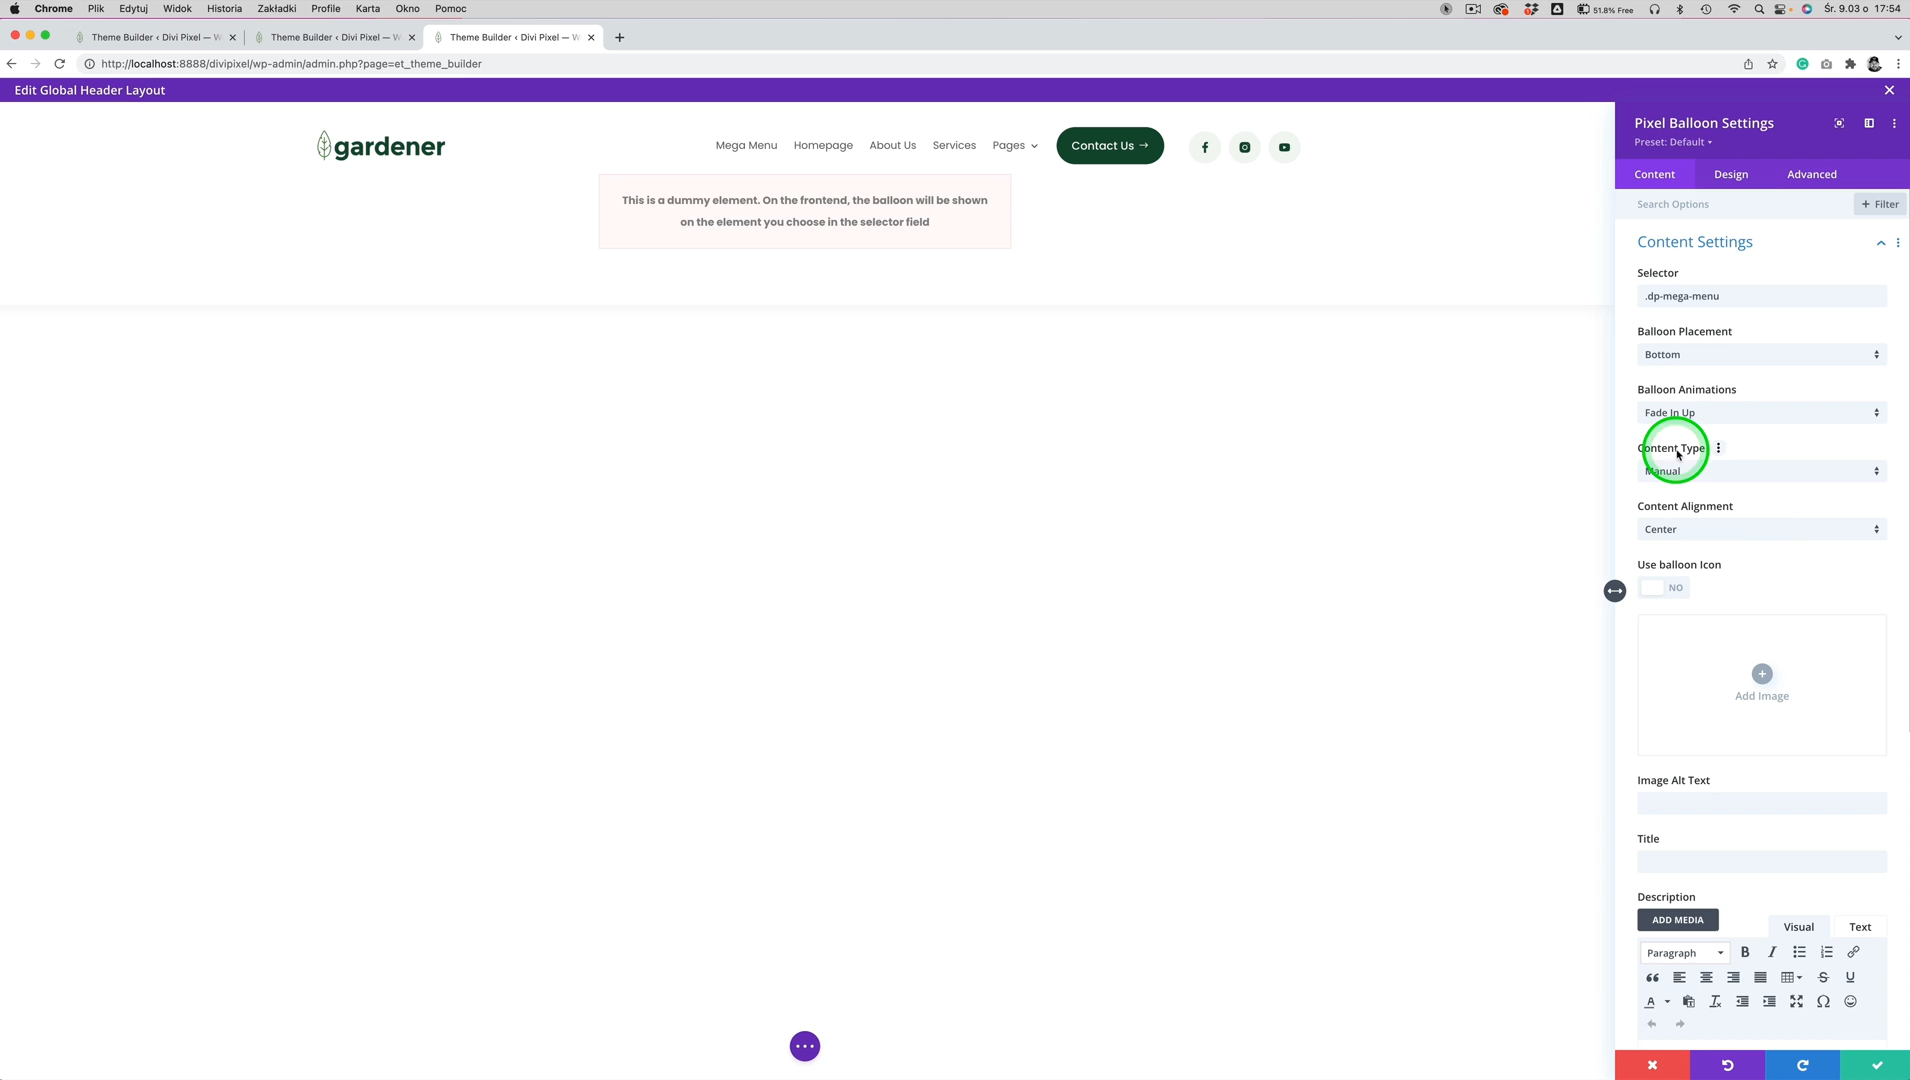 Chrome Plik Edytuj Widok Historia Zakładki Profile Karta Okno Pomoc 51.8% Free Śr. 9.03 o 17:54
Theme Builder ‹ Divi Pixel — W Theme Builder ‹ Divi Pixel — W Theme Builder ‹ Divi Pixel — W
http://localhost:8888/divipixel/wp-admin/admin.php?page=et_theme_builder
Edit Global Header Layout
gardener
Mega Menu Homepage About Us Services Pages Contact Us →
This is a dummy element. On the frontend, the balloon will be shown
on the element you choose in the selector field
Pixel Balloon Settings
Preset: Default
Content Design Advanced
Search Options + Filter
Content Settings
Selector
.dp-mega-menu
Balloon Placement
Bottom
Balloon Animations
Fade In Up
Content Type
Manual
Content Alignment
Center
Use balloon Icon
NO
Add Image
Image Alt Text
Title
Description
ADD MEDIA Visual Text
Paragraph B I
A